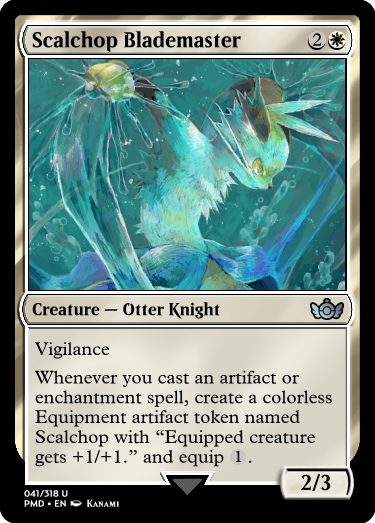 Scalchop Blademaster 2
Creature — Otter Knight
Vigilance
Whenever you cast an artifact or
enchantment spell, create a colorless
Equipment artifact token named
Scalchop with “Equipped creature
gets +1/+1.” and equip 1 .
2/3
041/318 U
PMD • EN Kanami